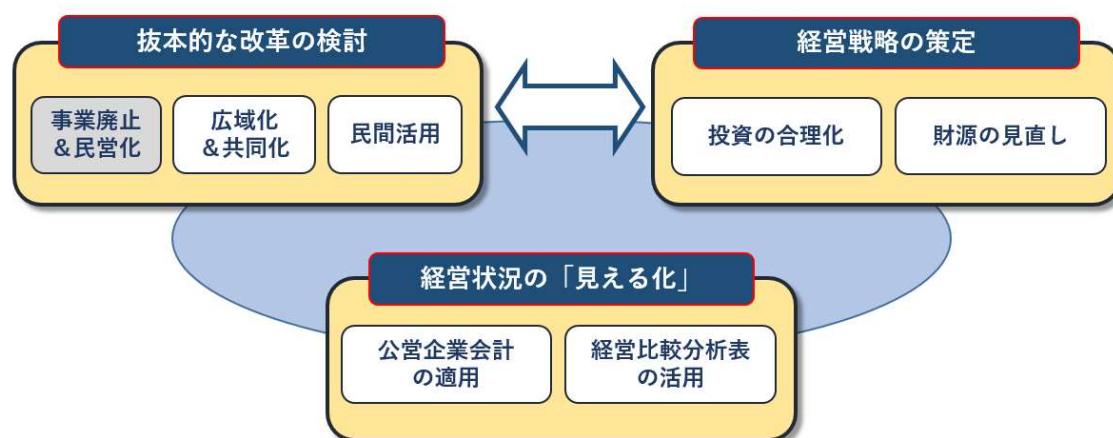 抜本的な改革の検討
事業廃止
＆民営化
広域化
＆共同化
民間活用
経営戦略の策定
投資の合理化
財源の見直し
経営状況の「見える化」
公営企業会計
の適用
経営比較分析表
の活用